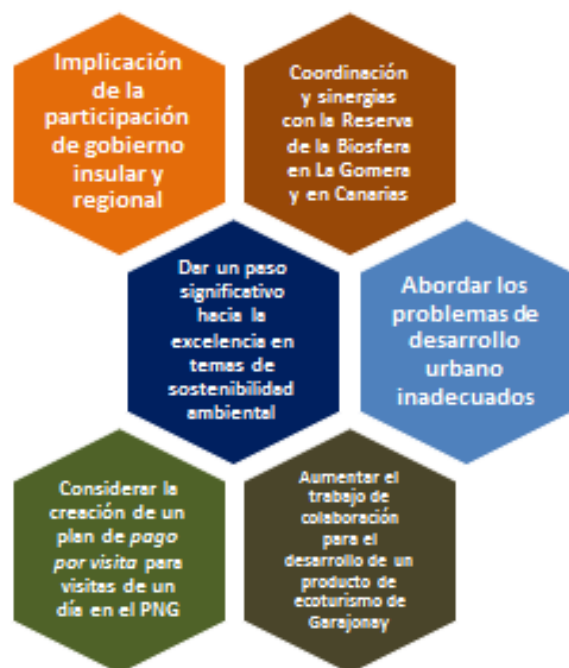 Implicación
de la
participación
de gobierno
insular y
regional
Coordinación
y sinergias
con la Reserva
de la Biosfera
en La Gomera
y en Canarias
Dar un paso
significativo
hacia la
excelencia en
temas de
sostenibilidad
ambiental
Abordar los
problemas de
desarrollo
urbano
inadecuados
Considerar la
creación de un
plan de pago
por visita para
visitas de un
día en el PNG
Aumentar el
trabajo de
colaboración
para el
desarrollo de un
producto de
ecoturismo de
Garajonay